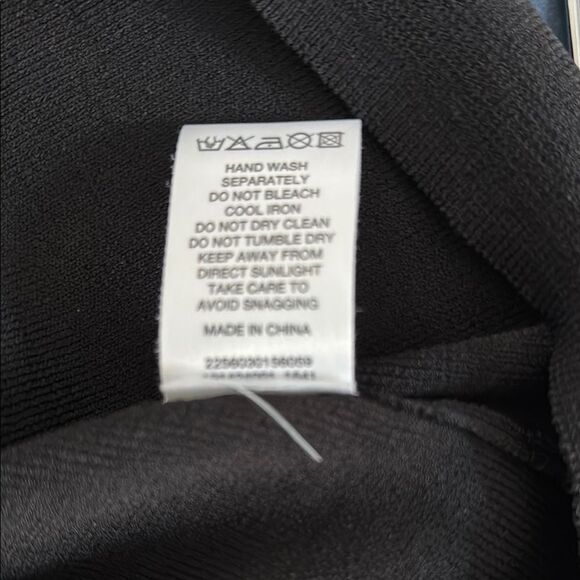 HAND WASH
SEPARATELY
DO NOT BLEACH
COOL IRON
DO NOT DRY CLEAN
DO NOT TUMBLE DRY
KEEP AWAY FROM
DIRECT SUNLIGHT
TAKE CARE TO
AVOID SNAGGING
MADE IN CHINA